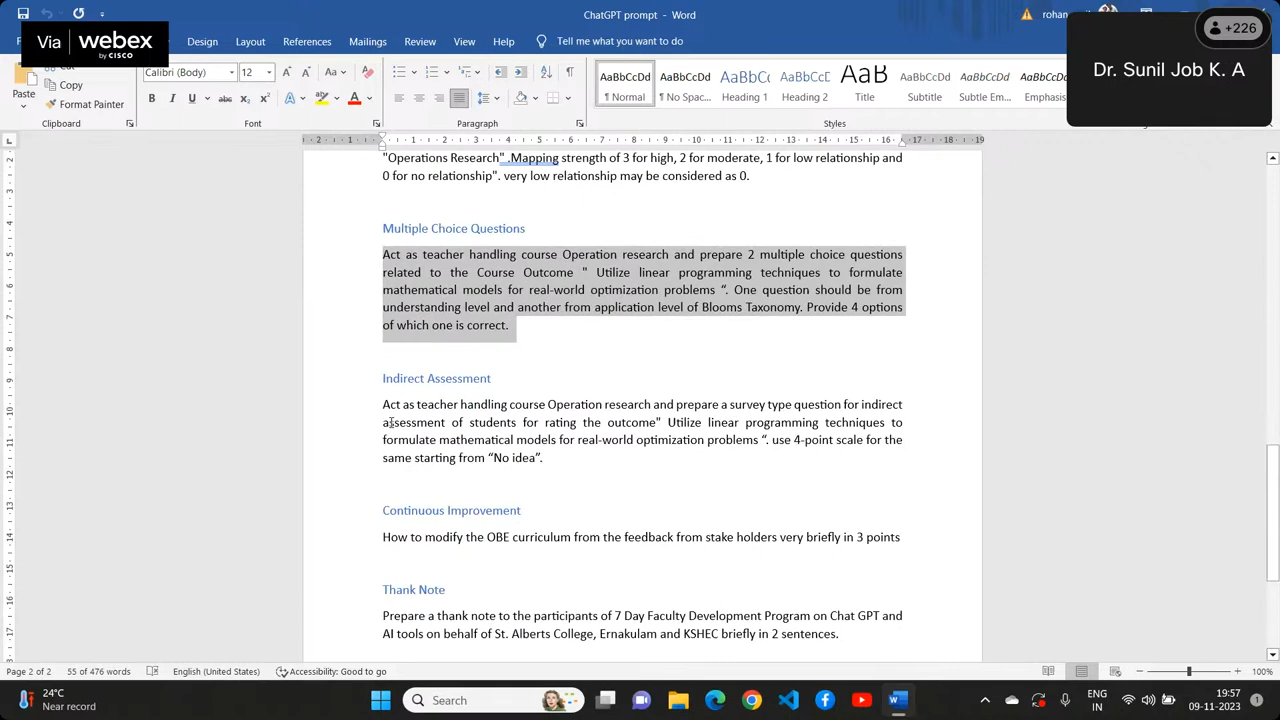 ChatGPT prompt - Word
rohan
+226
Via webex
by CISCO
Dr. Sunil Job K. A
Design Layout References Mailings Review View Help Tell me what you want to do
Cut
Copy
Format Painter
Paste
Calibri (Body) 12
AaBbCcDd AaBbCcDd AaBbCc AaBbCcD AaB AaBbCcD AaBbCcDd AaBbCcDd
¶ Normal ¶ No Spac... Heading 1 Heading 2 Title Subtitle Subtle Em... Emphasis
Clipboard Font Paragraph Styles
"Operations Research" .Mapping strength of 3 for high, 2 for moderate, 1 for low relationship and
0 for no relationship". very low relationship may be considered as 0.
Multiple Choice Questions
Act as teacher handling course Operation research and prepare 2 multiple choice questions
related to the Course Outcome " Utilize linear programming techniques to formulate
mathematical models for real-world optimization problems “. One question should be from
understanding level and another from application level of Blooms Taxonomy. Provide 4 options
of which one is correct.
Indirect Assessment
Act as teacher handling course Operation research and prepare a survey type question for indirect
assessment of students for rating the outcome" Utilize linear programming techniques to
formulate mathematical models for real-world optimization problems “. use 4-point scale for the
same starting from “No idea”.
Continuous Improvement
How to modify the OBE curriculum from the feedback from stake holders very briefly in 3 points
Thank Note
Prepare a thank note to the participants of 7 Day Faculty Development Program on Chat GPT and
AI tools on behalf of St. Alberts College, Ernakulam and KSHEC briefly in 2 sentences.
Page 2 of 2 55 of 476 words English (United States) Accessibility: Good to go 100%
24°C
Near record
Search
ENG
IN
19:57
09-11-2023